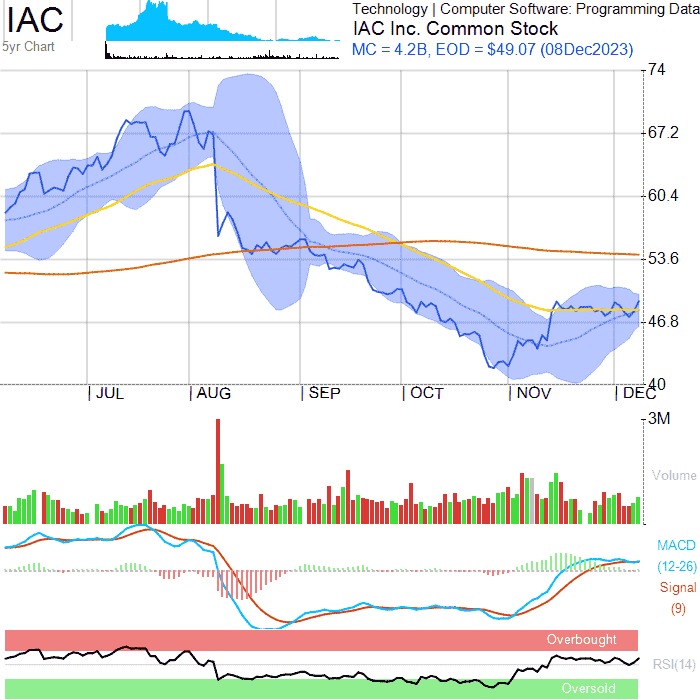 IAC
5yr Chart
Technology | Computer Software: Programming Data
IAC Inc. Common Stock
MC = 4.2B, EOD = $49.07 (08Dec2023)
74
67.2
60.4
53.6
46.8
40
JUL AUG SEP OCT NOV DEC
3M
Volume
MACD
(12-26)
Signal
(9)
Overbought
RSI(14)
Oversold